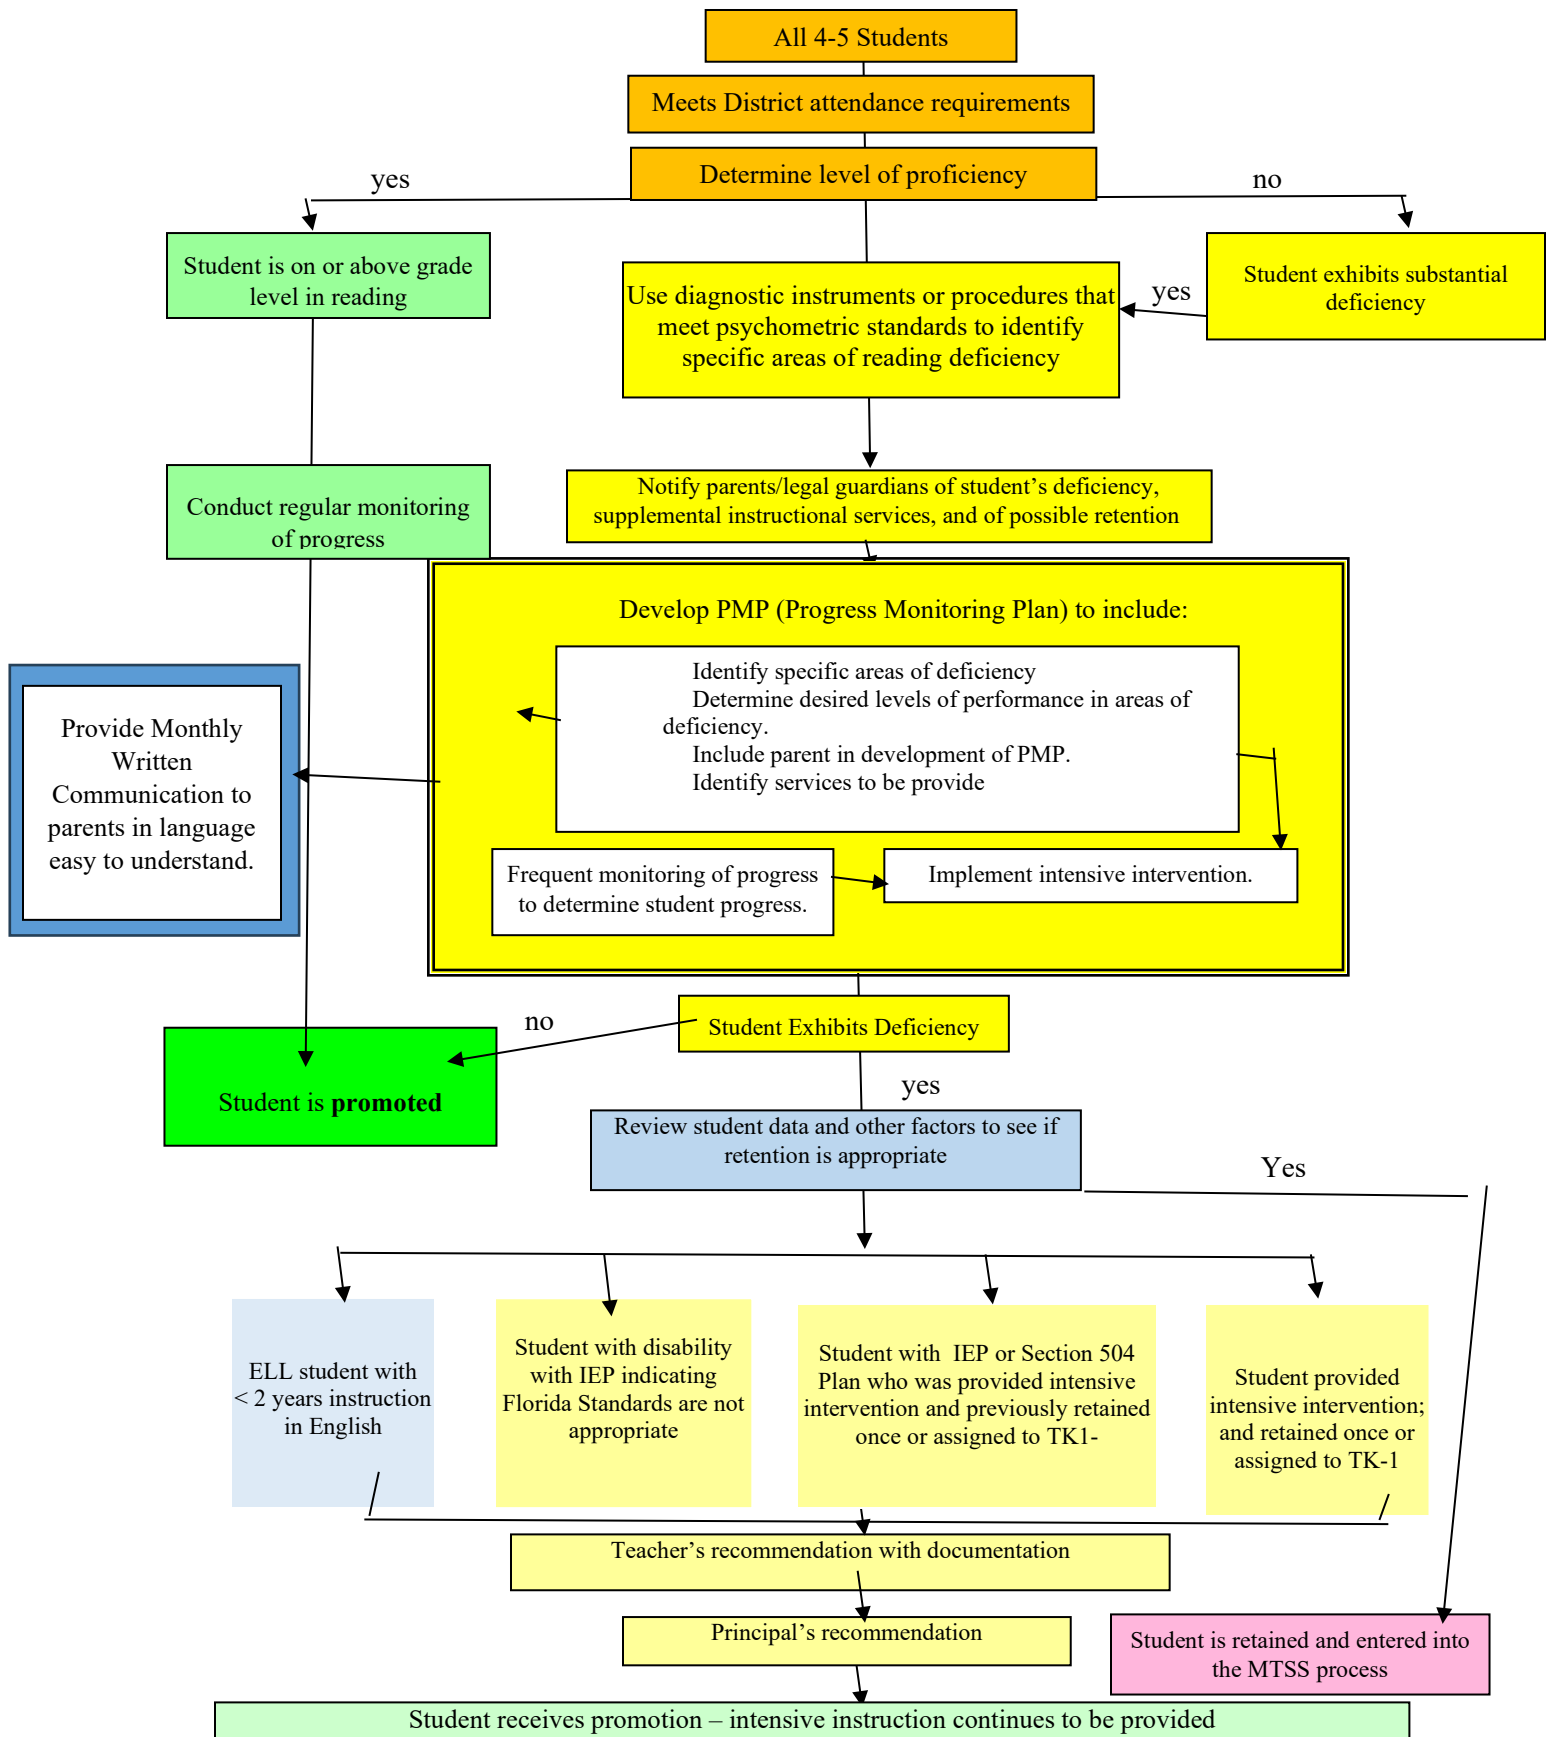 All 4-5 Students
Meets District attendance requirements
Determine level of proficiency
yes
no
Student is on or above grade
level in reading
Use diagnostic instruments or procedures that
meet psychometric standards to identify
specific areas of reading deficiency
yes
Student exhibits substantial
deficiency
Conduct regular monitoring
of progress
Notify parents/legal guardians of student’s deficiency,
supplemental instructional services, and of possible retention
Develop PMP (Progress Monitoring Plan) to include:
Identify specific areas of deficiency
Determine desired levels of performance in areas of
deficiency.
Include parent in development of PMP.
Identify services to be provide
Provide Monthly
Written
Communication to
parents in language
easy to understand.
Frequent monitoring of progress
to determine student progress.
Implement intensive intervention.
Student Exhibits Deficiency
no
yes
Student is promoted
Review student data and other factors to see if
retention is appropriate
Yes
ELL student with
< 2 years instruction
in English
Student with disability
with IEP indicating
Florida Standards are not
appropriate
Student with  IEP or Section 504
Plan who was provided intensive
intervention and previously retained
once or assigned to TK1-
Student provided
intensive intervention;
and retained once or
assigned to TK-1
Teacher’s recommendation with documentation
Principal’s recommendation
Student is retained and entered into
the MTSS process
Student receives promotion – intensive instruction continues to be provided